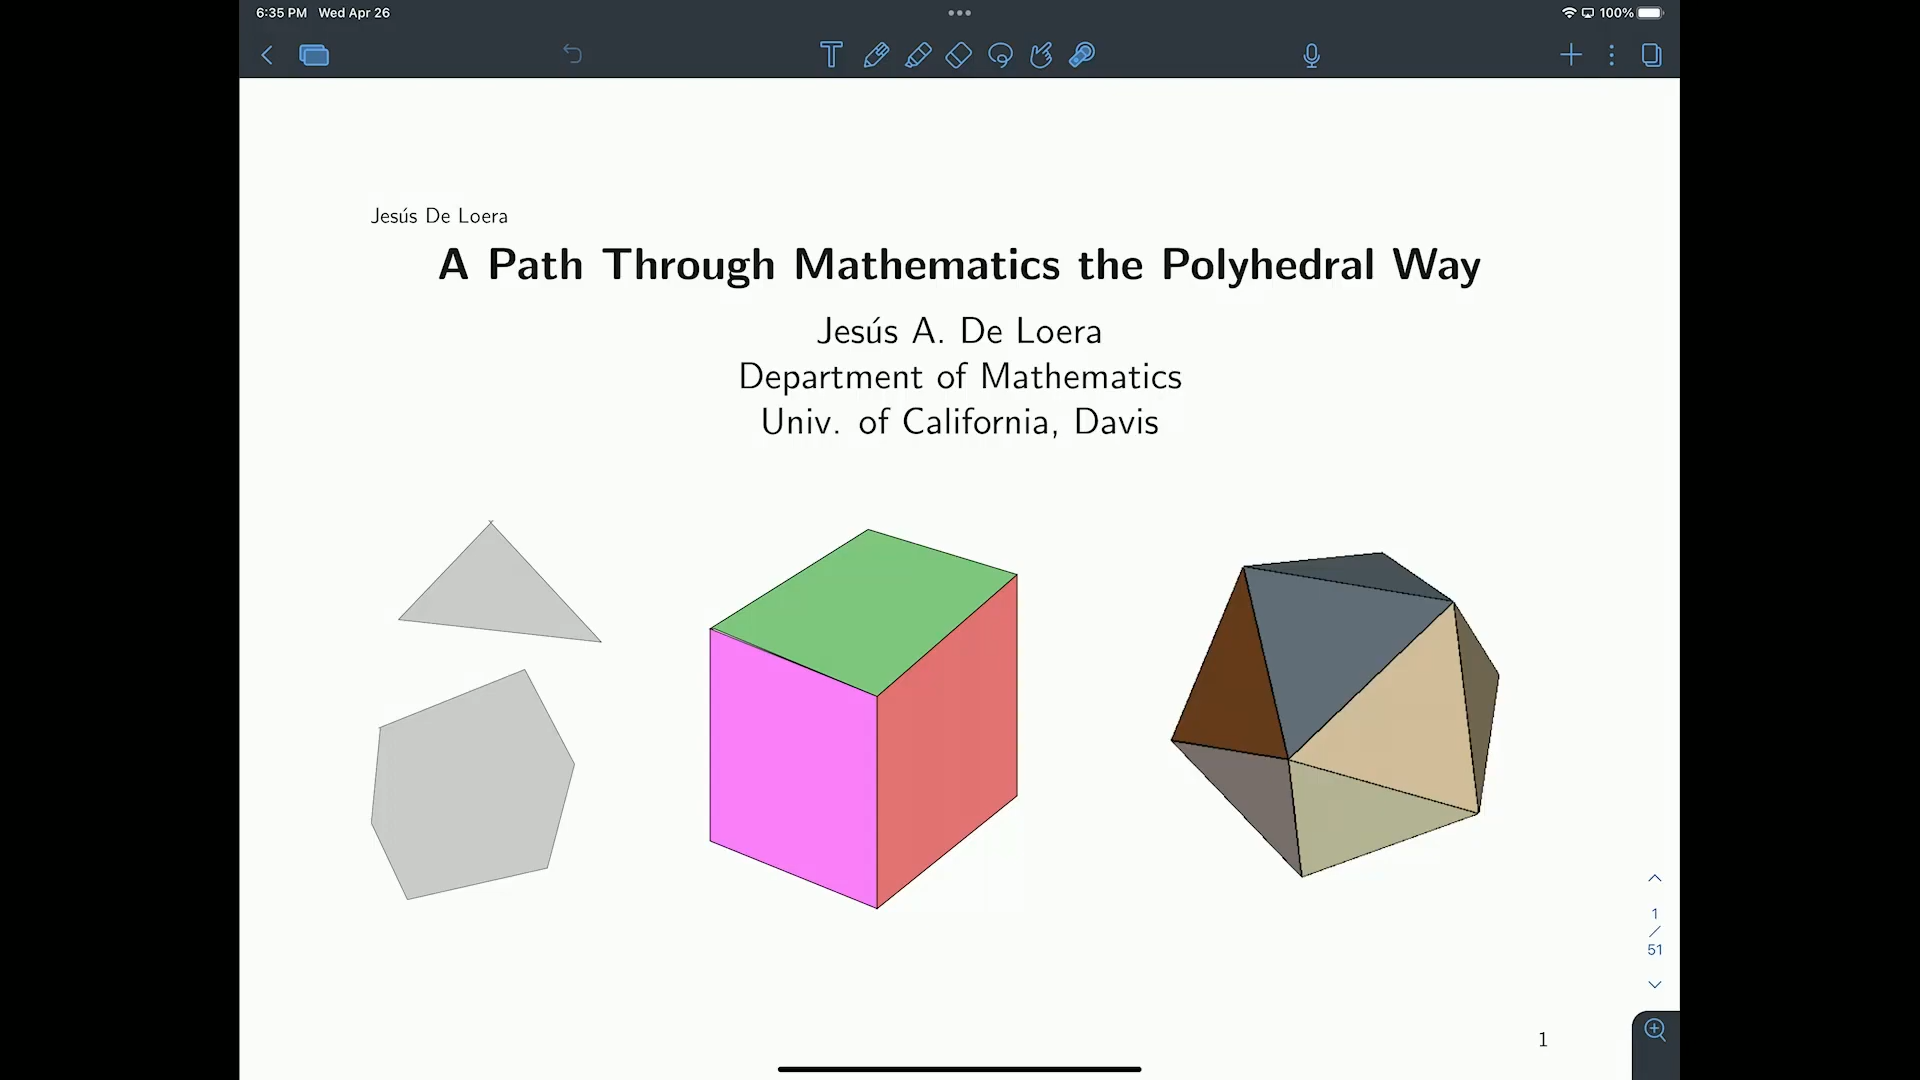 6:35 PM Wed Apr 26
100%
Jesús De Loera
A Path Through Mathematics the Polyhedral Way
Jesús A. De Loera
Department of Mathematics
Univ. of California, Davis
1
/
51
1